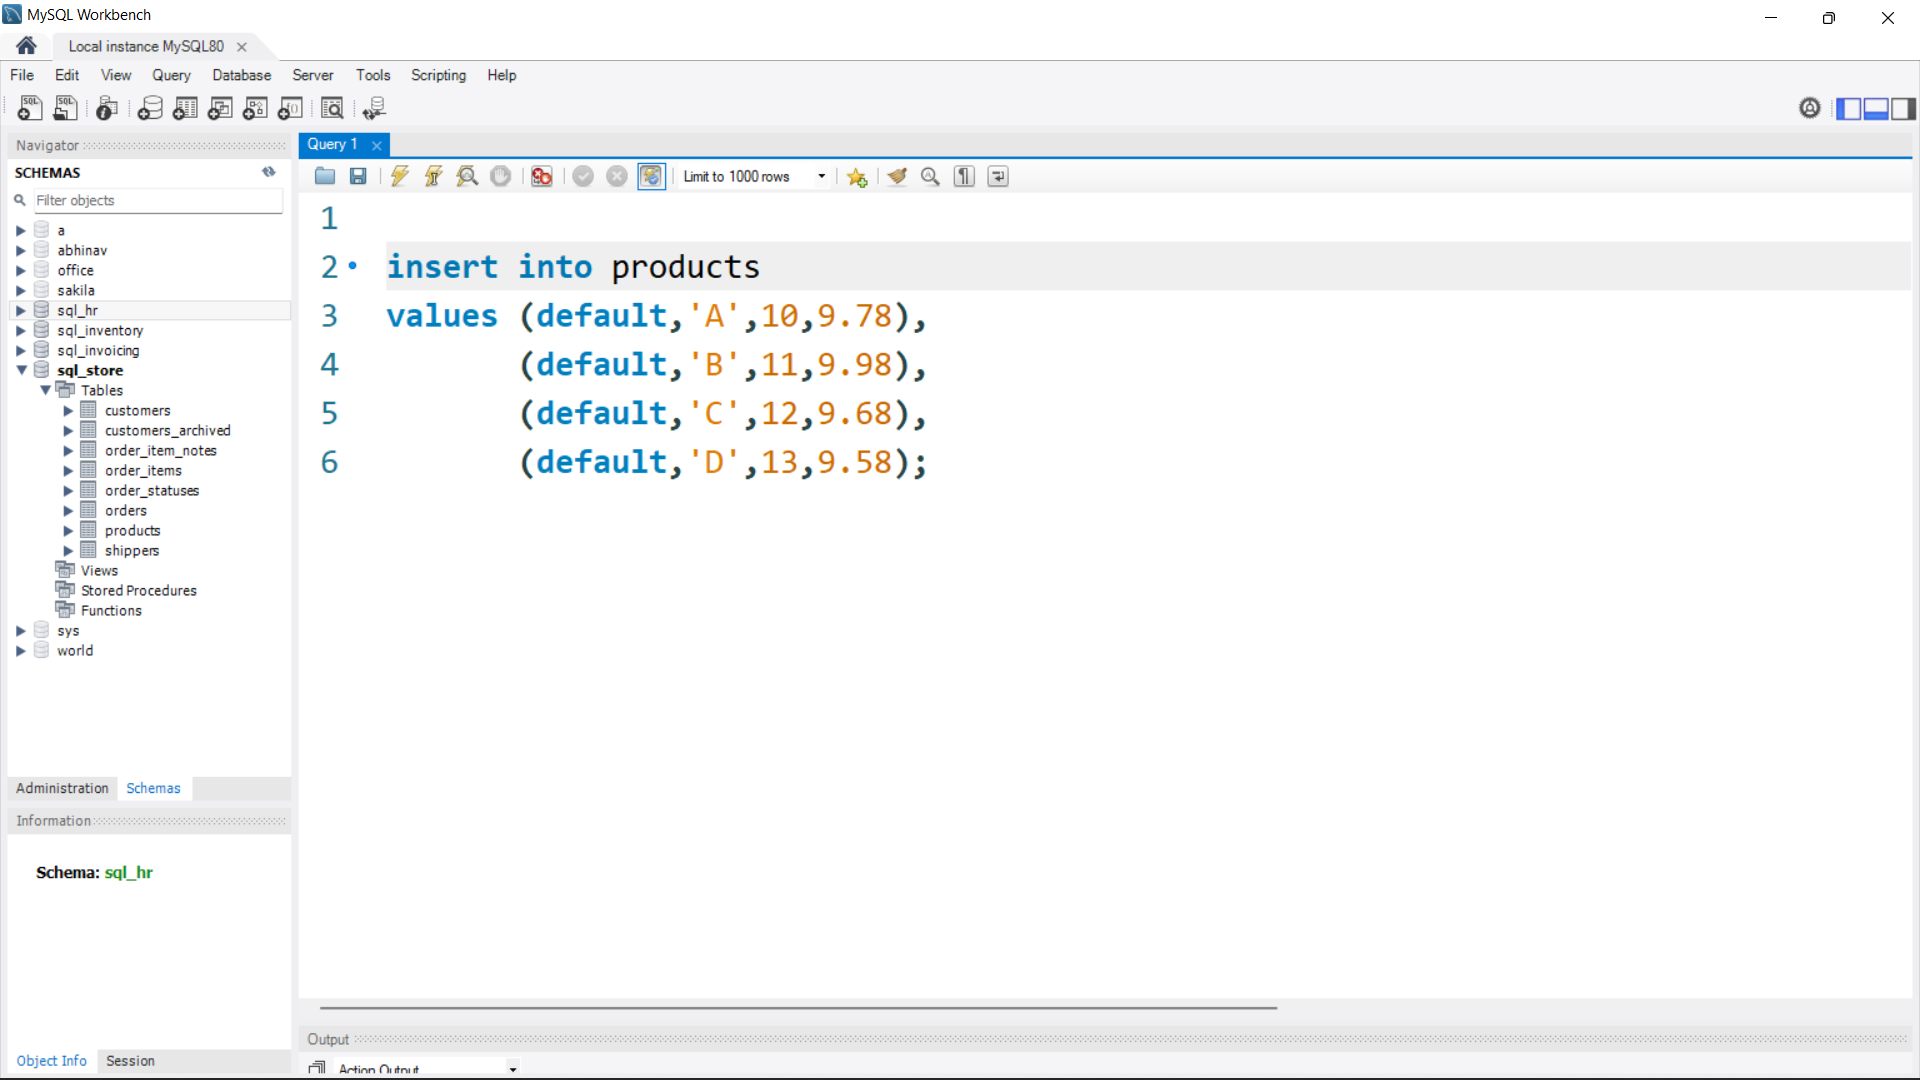 MySQL Workbench
Local instance MySQL80
File Edit View Query Database Server Tools Scripting Help
Navigator
SCHEMAS
Filter objects
a
abhinav
office
sakila
sql_hr
sql_inventory
sql_invoicing
sql_store
Tables
customers
customers_archived
order_item_notes
order_items
order_statuses
orders
products
shippers
Views
Stored Procedures
Functions
sys
world
Administration Schemas
Information
Schema: sql_hr
Object Info Session
Query 1
Limit to 1000 rows
1
2 insert into products
3 values (default,'A',10,9.78),
4 (default,'B',11,9.98),
5 (default,'C',12,9.68),
6 (default,'D',13,9.58);
Output
Action Output